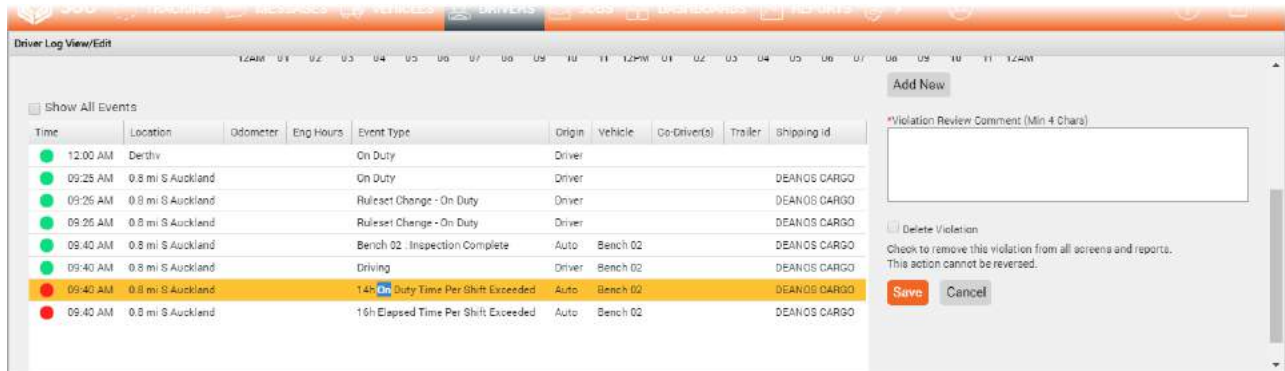 TRACKING MESSAGES VEHICLES DRIVERS JOBS DASHBOARDS REPORTS
Driver Log View/Edit
12AM 01 02 03 04 05 06 07 08 09 10 11 12PM 01 02 03 04 05 06 07 08 09 10 11 12AM
Add New
Show All Events
*Violation Review Comment (Min 4 Chars)
Time Location Odometer Eng Hours Event Type Origin Vehicle Co-Driver(s) Trailer Shipping Id
12:00 AM Derthy On Duty Driver
09:25 AM 0.8 mi S Auckland On Duty Driver DEANOS CARGO
09:26 AM 0.8 mi S Auckland Ruleset Change - On Duty Driver DEANOS CARGO
09:26 AM 0.8 mi S Auckland Ruleset Change - On Duty Driver DEANOS CARGO
09:40 AM 0.8 mi S Auckland Bench 02 : Inspection Complete Auto Bench 02 DEANOS CARGO
09:40 AM 0.8 mi S Auckland Driving Driver Bench 02 DEANOS CARGO
09:40 AM 0.8 mi S Auckland 14h On Duty Time Per Shift Exceeded Auto Bench 02 DEANOS CARGO
09:40 AM 0.8 mi S Auckland 16h Elapsed Time Per Shift Exceeded Auto Bench 02 DEANOS CARGO
Delete Violation
Check to remove this violation from all screens and reports.
This action cannot be reversed.
Save Cancel